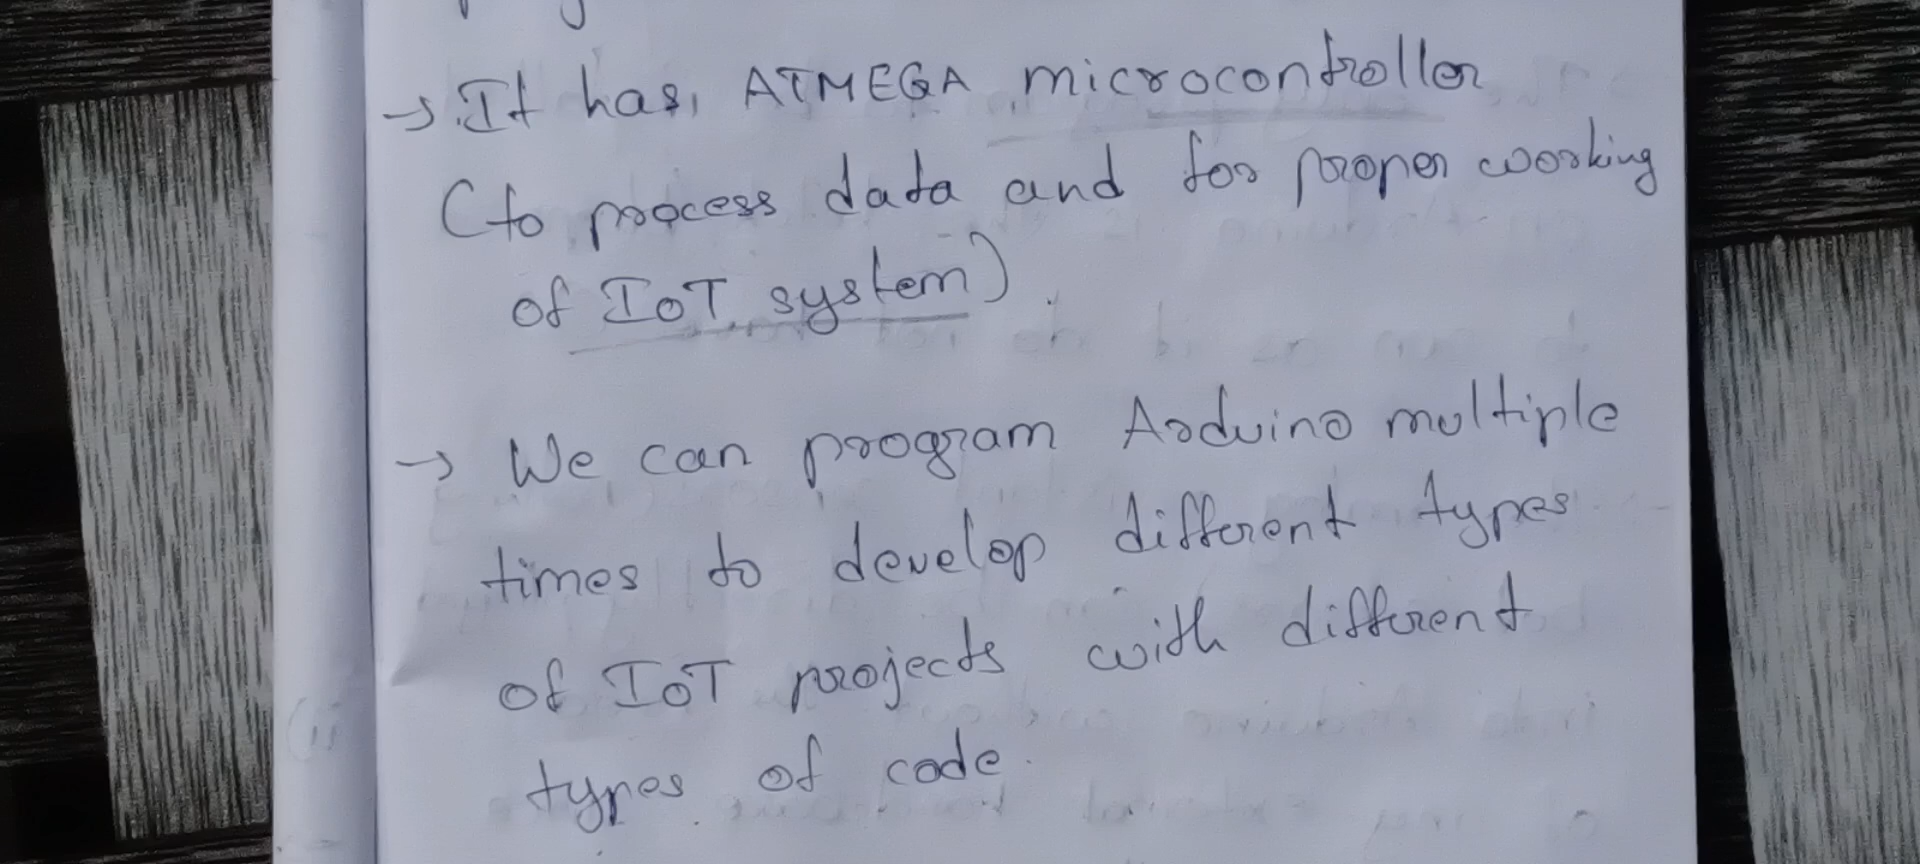 → It has, ATMEGA microcontroller
(to process data and for proper working
of IoT system)
→ We can program Arduino multiple
times to develop different types
of IoT projects with different
types of code.